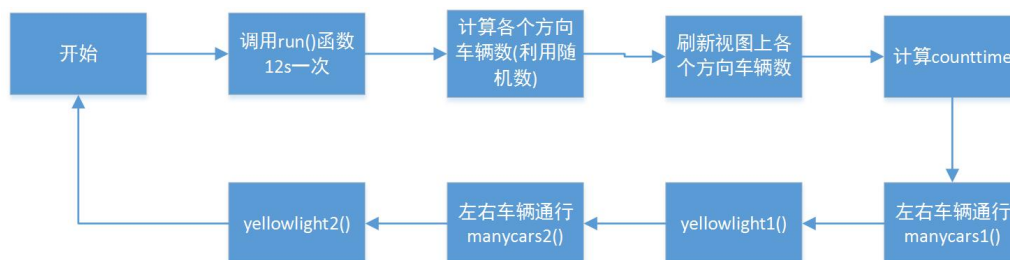 开始
调用run()函数
12s一次
计算各个方向
车辆数(利用随
机数)
刷新视图上各
个方向车辆数
计算counttime
yellowlight2()
左右车辆通行
manycars2()
yellowlight1()
左右车辆通行
manycars1()